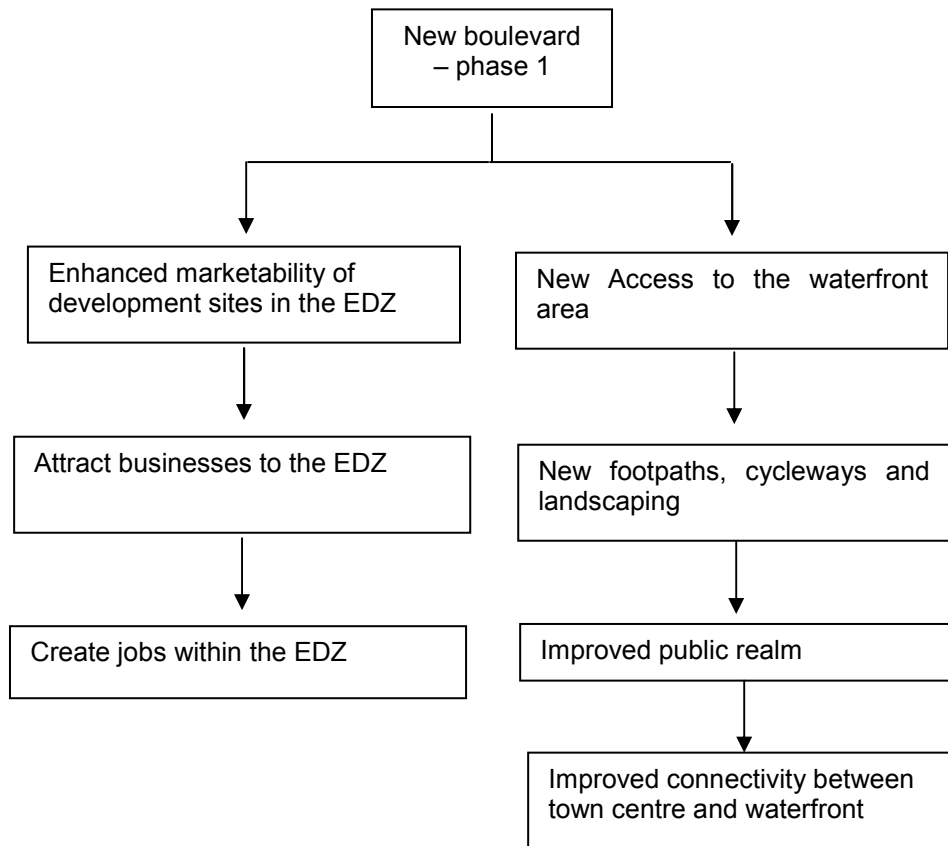 New boulevard
– phase 1
Enhanced marketability of
development sites in the EDZ
New Access to the waterfront
area
Attract businesses to the EDZ
New footpaths, cycleways and
landscaping
Create jobs within the EDZ
Improved public realm
Improved connectivity between
town centre and waterfront